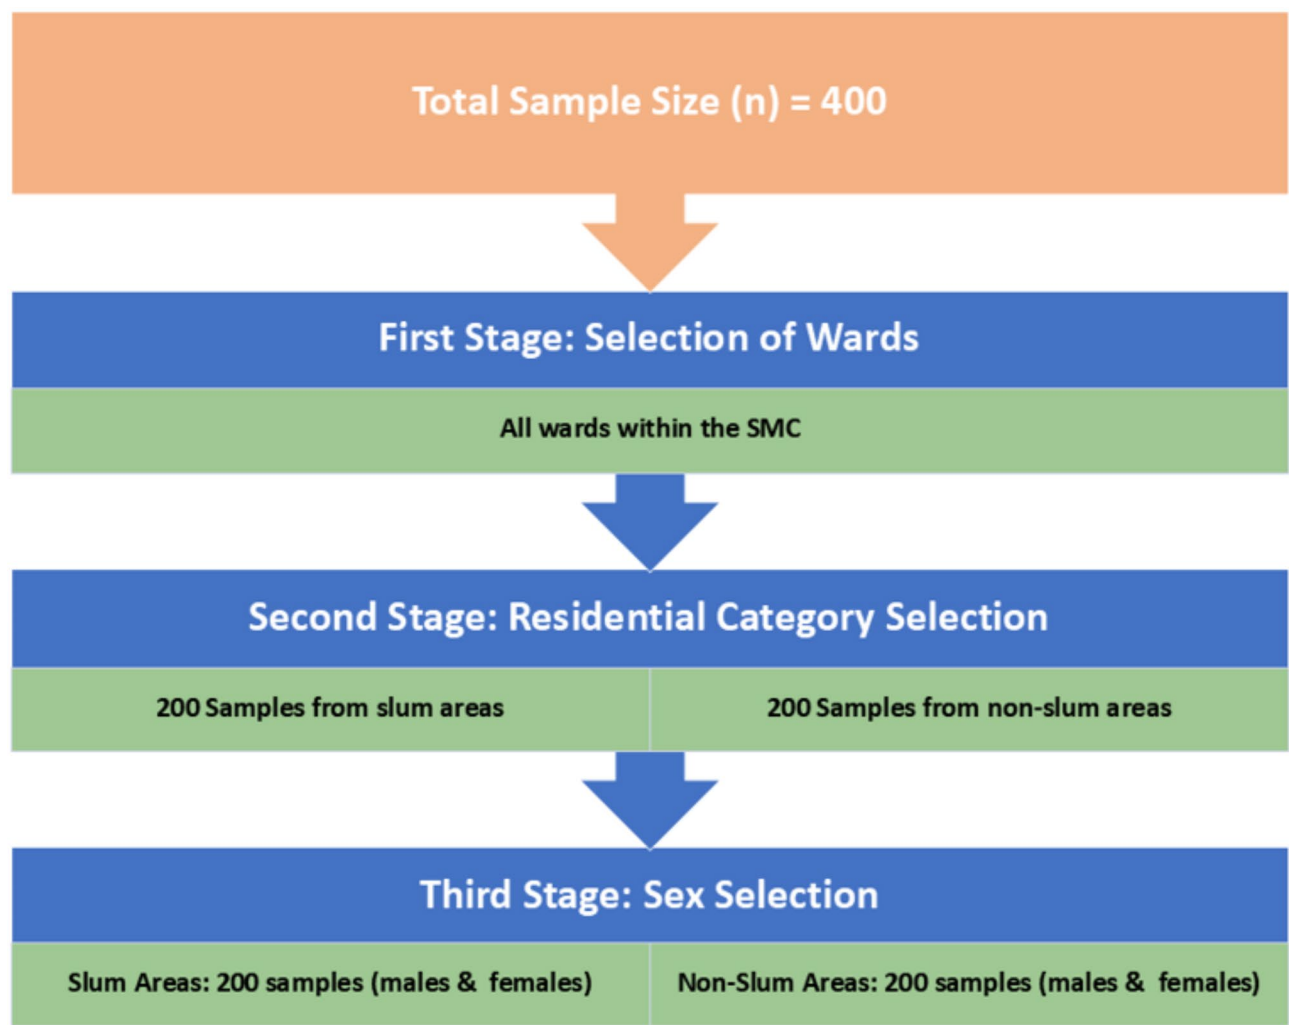 Total Sample Size (n) = 400
First Stage: Selection of Wards
All wards within the SMC
Second Stage: Residential Category Selection
200 Samples from slum areas
200 Samples from non-slum areas
Third Stage: Sex Selection
Slum Areas: 200 samples (males & females)
Non-Slum Areas: 200 samples (males & females)